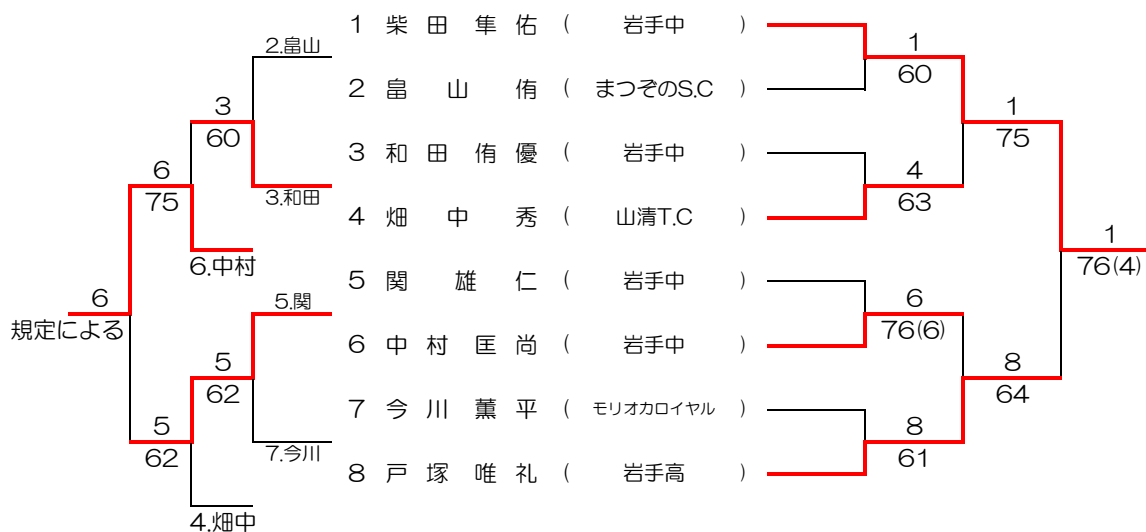 1 柴田隼佑 ( 岩手中 )
2 畠山侑 ( まつぞのS.C )
3 和田侑優 ( 岩手中 )
4 畑中秀 ( 山清T.C )
5 関雄仁 ( 岩手中 )
6 中村匡尚 ( 岩手中 )
7 今川薫平 ( モリオカロイヤル )
8 戸塚唯礼 ( 岩手高 )
1
60
4
63
6
76(6)
8
61
1
75
8
64
1
76(4)
2.畠山
3
60
3.和田
6
75
6.中村
6
規定による
5.関
5
62
7.今川
5
62
4.畑中